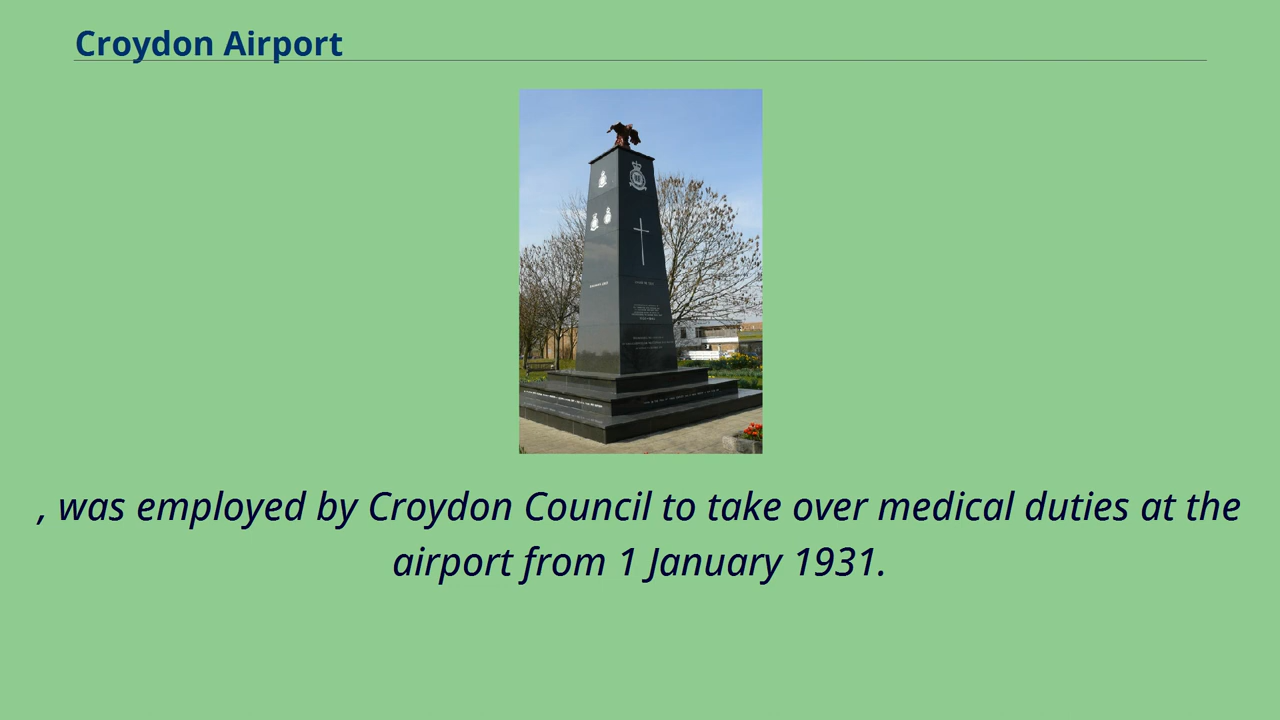 Croydon Airport
, was employed by Croydon Council to take over medical duties at the
airport from 1 January 1931.